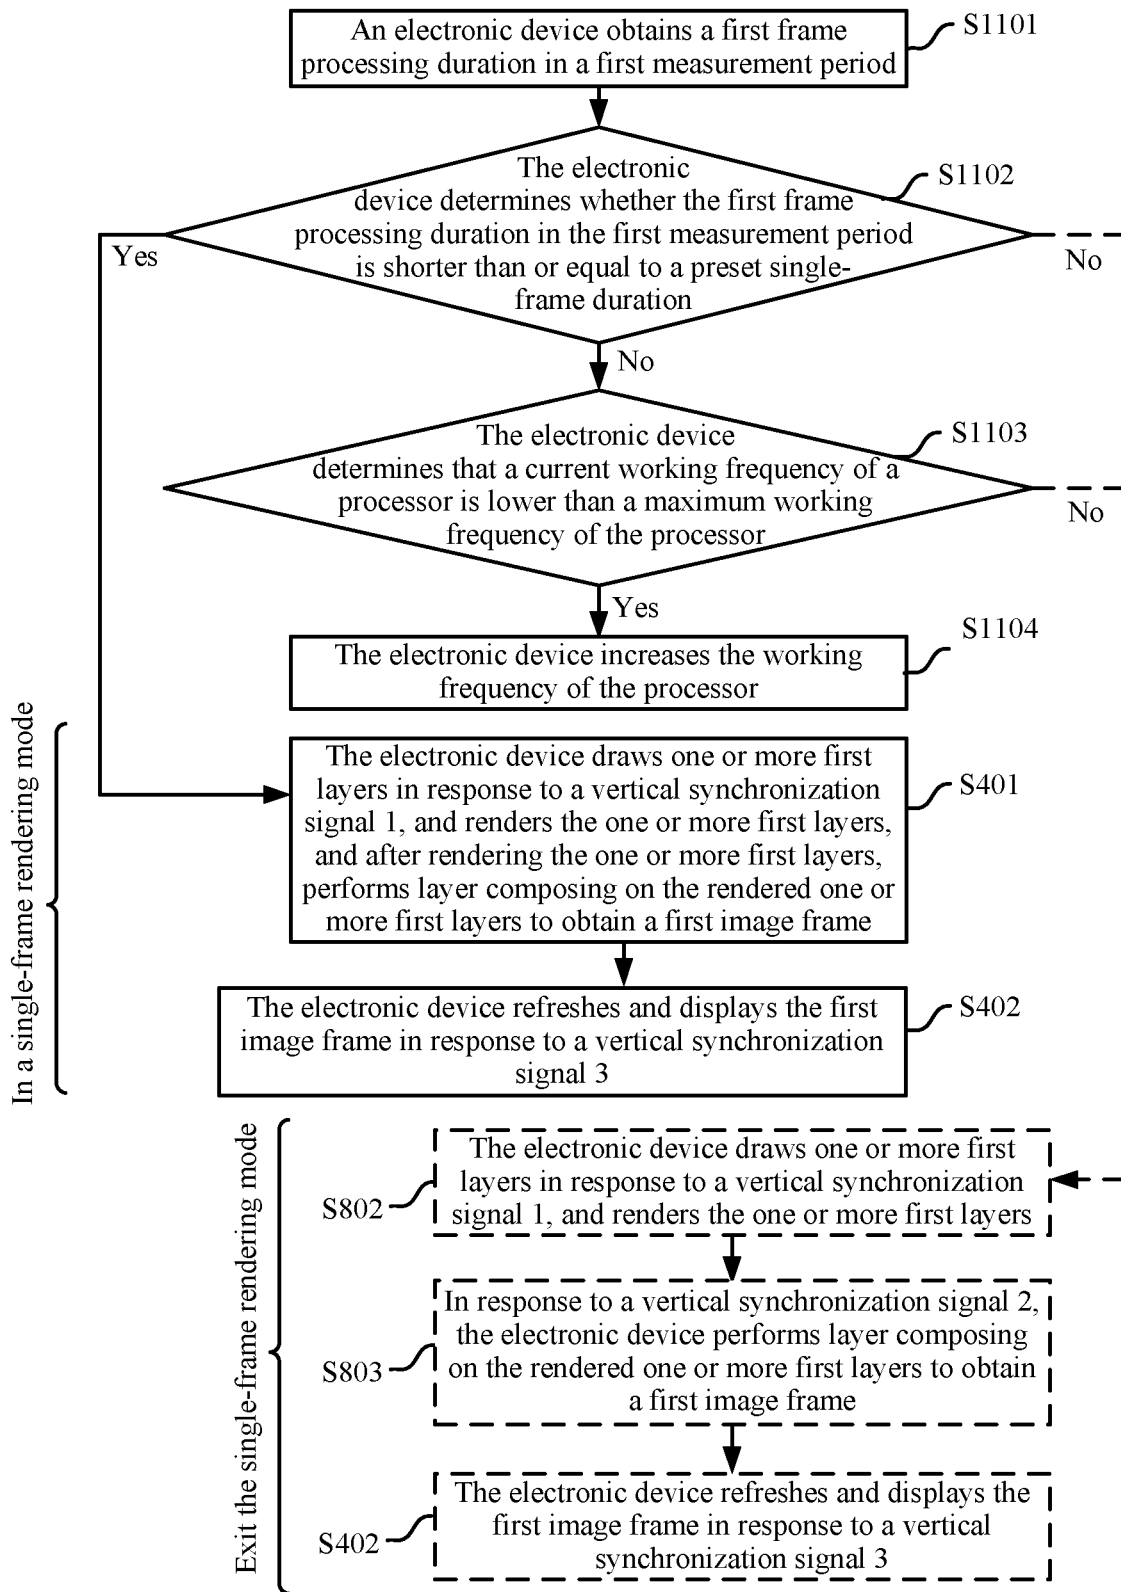 An electronic device obtains a first frame
processing duration in a first measurement period
S1101
The electronic
device determines whether the first frame
processing duration in the first measurement period
is shorter than or equal to a preset single-
frame duration
S1102
Yes
No
No
The electronic device
determines that a current working frequency of a
processor is lower than a maximum working
frequency of the processor
S1103
No
Yes
The electronic device increases the working
frequency of the processor
S1104
In a single-frame rendering mode
The electronic device draws one or more first
layers in response to a vertical synchronization
signal 1, and renders the one or more first layers,
and after rendering the one or more first layers,
performs layer composing on the rendered one or
more first layers to obtain a first image frame
S401
The electronic device refreshes and displays the first
image frame in response to a vertical synchronization
signal 3
S402
Exit the single-frame rendering mode
The electronic device draws one or more first
layers in response to a vertical synchronization
signal 1, and renders the one or more first layers
S802
In response to a vertical synchronization signal 2,
the electronic device performs layer composing
on the rendered one or more first layers to obtain
a first image frame
S803
The electronic device refreshes and displays the
first image frame in response to a vertical
synchronization signal 3
S402